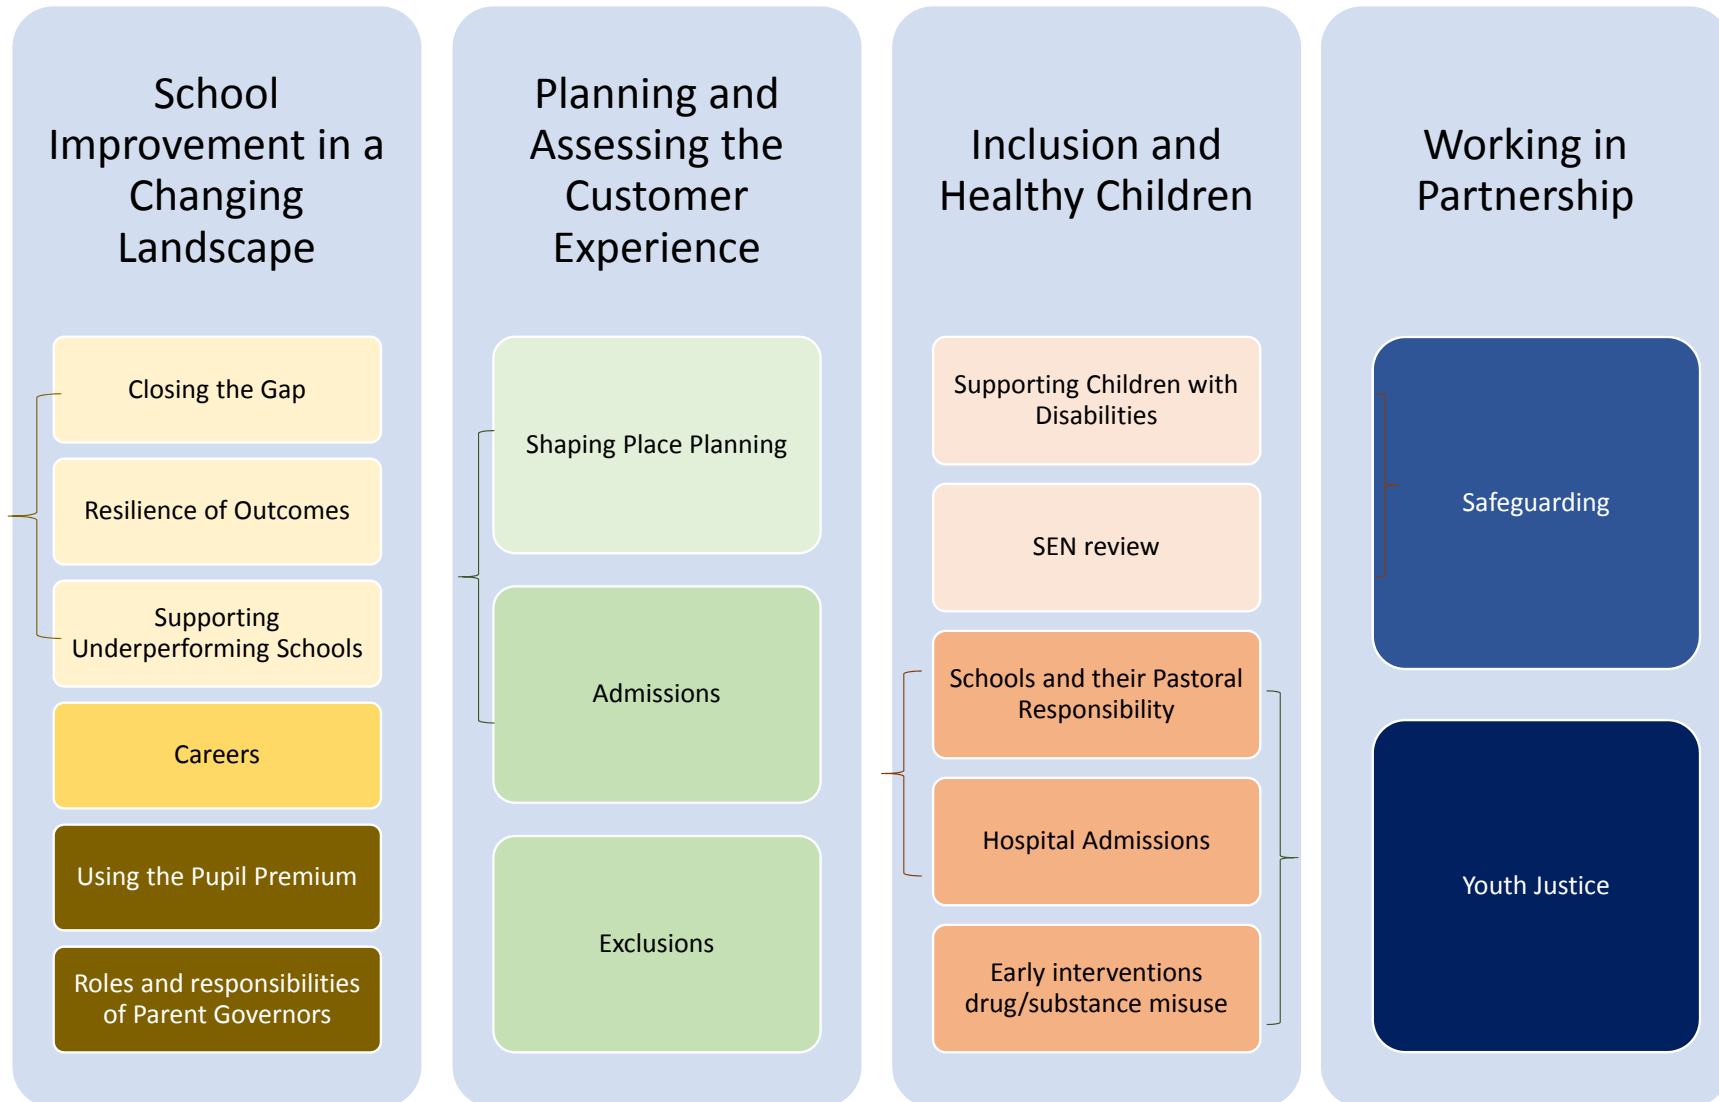 School
Improvement in a
Changing
Landscape
Closing the Gap
Resilience of Outcomes
Supporting
Underperforming Schools
Careers
Using the Pupil Premium
Roles and responsibilities
of Parent Governors
Planning and
Assessing the
Customer
Experience
Shaping Place Planning
Admissions
Exclusions
Inclusion and
Healthy Children
Supporting Children with
Disabilities
SEN review
Schools and their Pastoral
Responsibility
Hospital Admissions
Early interventions
drug/substance misuse
Working in
Partnership
Safeguarding
Youth Justice